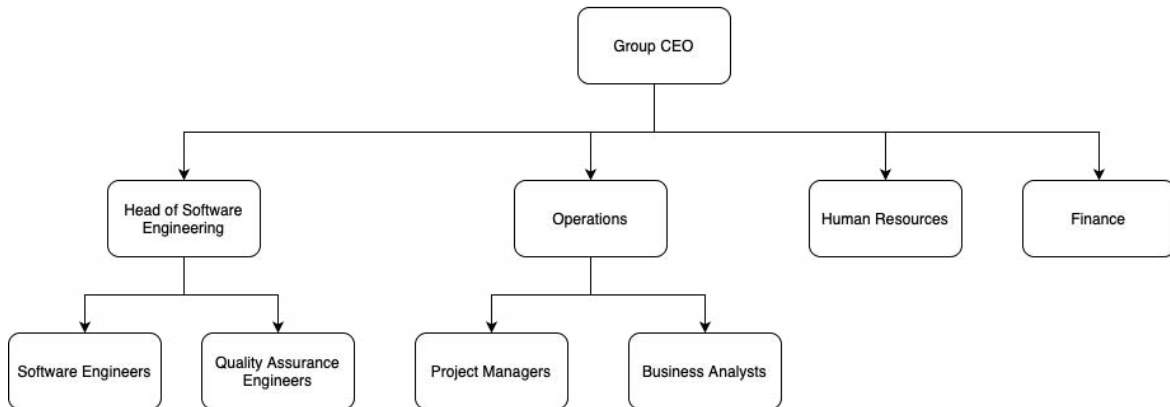 Group CEO
Head of Software
Engineering
Operations
Human Resources
Finance
Software Engineers
Quality Assurance
Engineers
Project Managers
Business Analysts